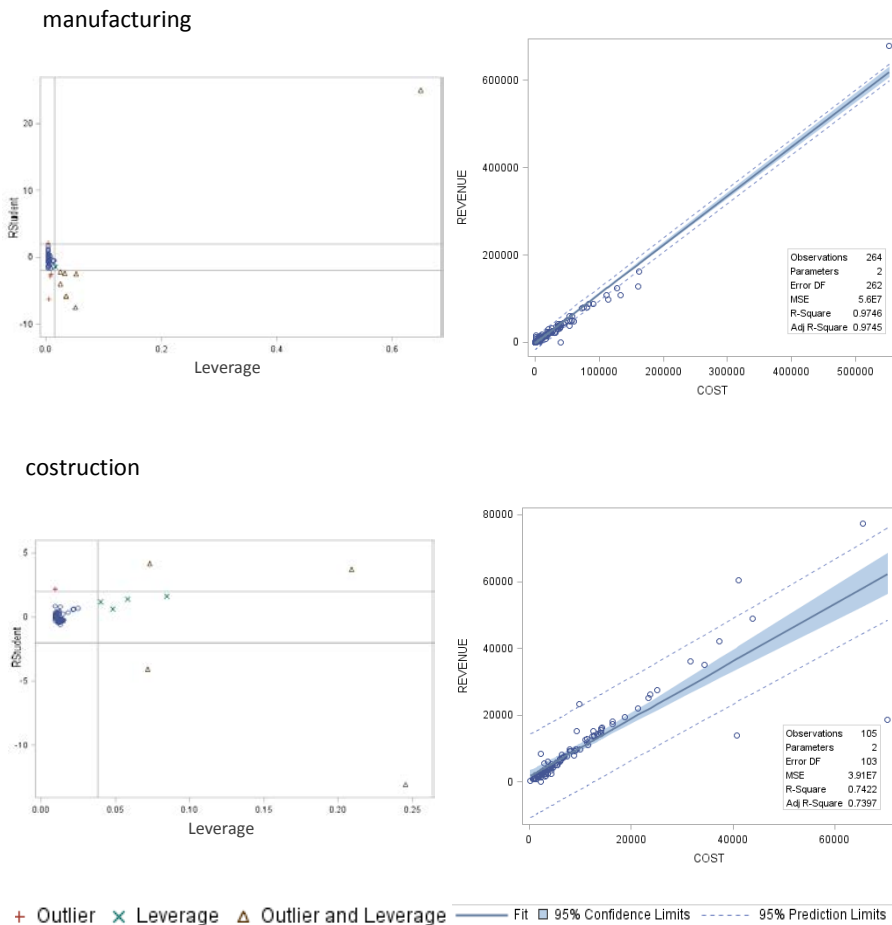 manufacturing
RStudent
20
10
0
-10
0.0 0.2 0.4 0.6
Leverage
REVENUE
600000
400000
200000
0
Observations 264
Parameters 2
Error DF 262
MSE 5.6E7
R-Square 0.9746
Adj R-Square 0.9745
0 100000 200000 300000 400000 500000
COST
costruction
RStudent
5
0
-5
-10
0.00 0.05 0.10 0.15 0.20 0.25
Leverage
REVENUE
80000
60000
40000
20000
0
Observations 105
Parameters 2
Error DF 103
MSE 3.91E7
R-Square 0.7422
Adj R-Square 0.7397
0 20000 40000 60000
COST
Outlier Leverage Outlier and Leverage Fit 95% Confidence Limits 95% Prediction Limits